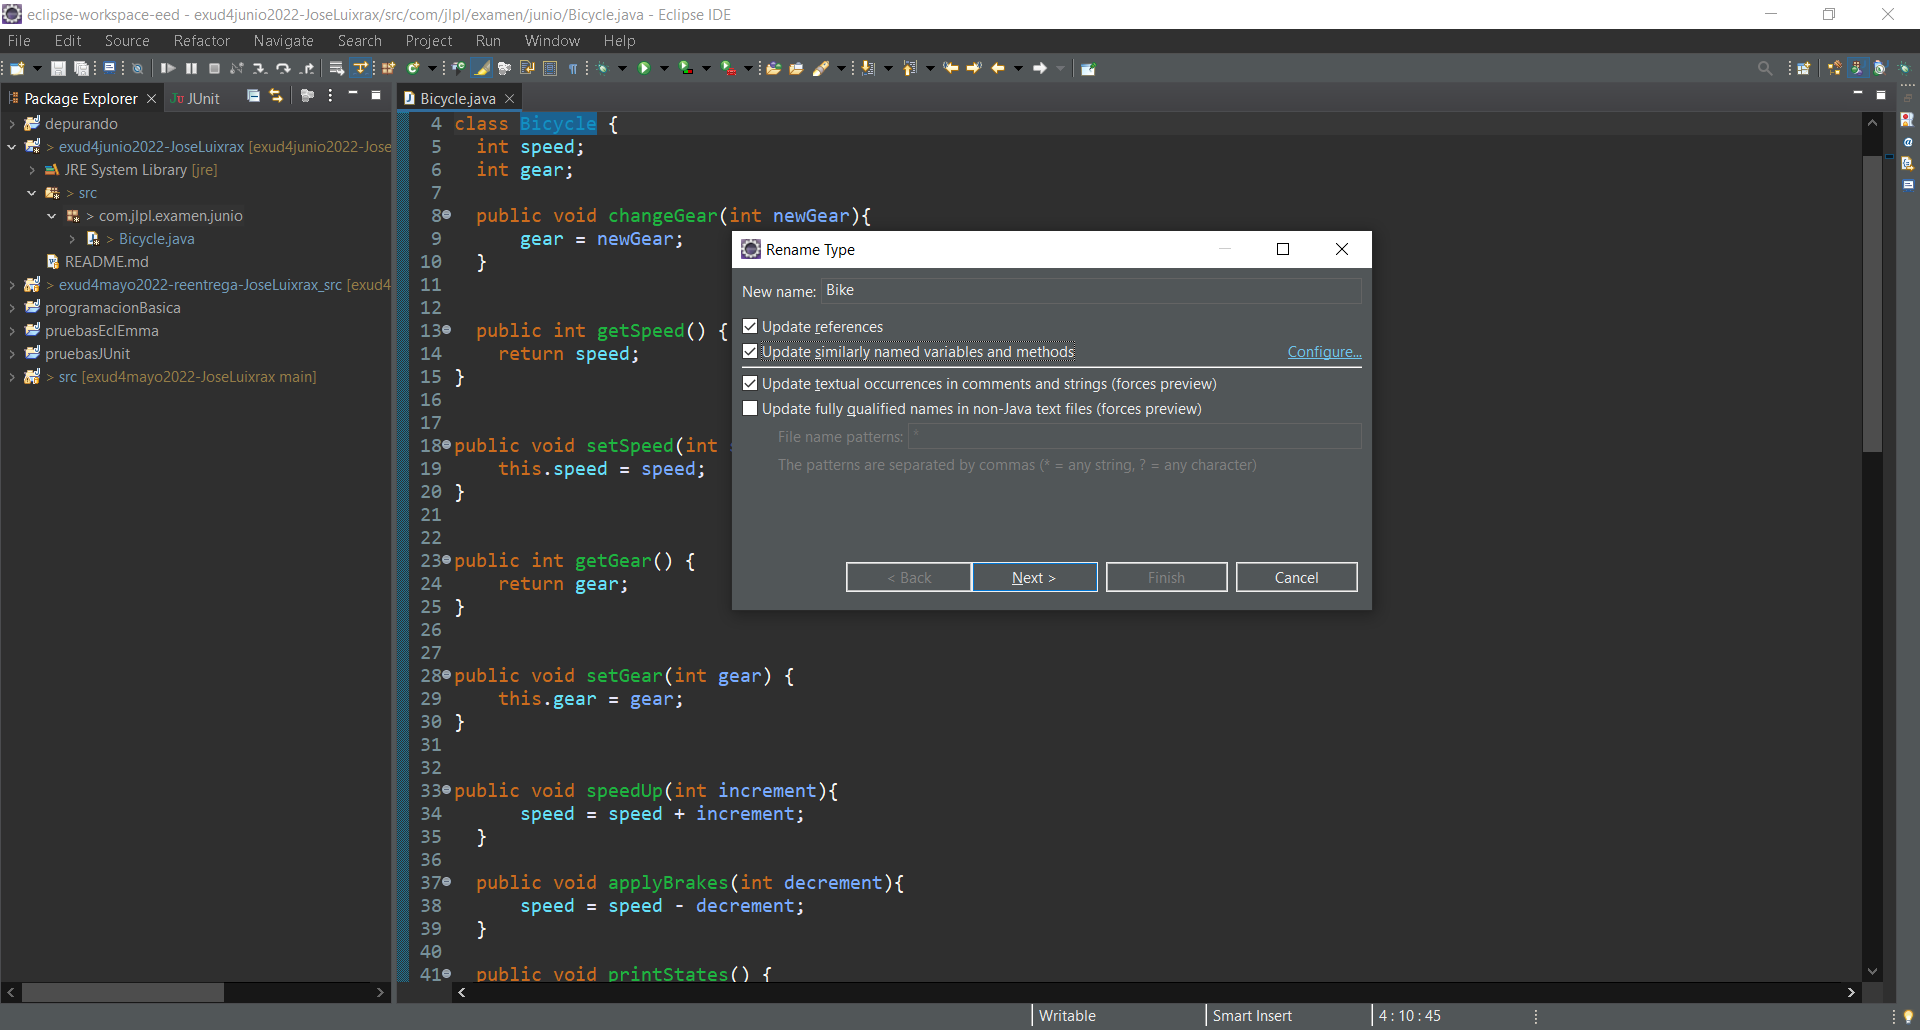 eclipse-workspace-eed - exud4junio2022-JoseLuixrax/src/com/jlpl/examen/junio/Bicycle.java - Eclipse IDE
File Edit Source Refactor Navigate Search Project Run Window Help
Package Explorer
JUnit
depurando
> exud4junio2022-JoseLuixrax [exud4junio2022-Jose
JRE System Library [jre]
> src
> com.jlpl.examen.junio
> Bicycle.java
README.md
> exud4mayo2022-reentrega-JoseLuixrax_src [exud4
programacionBasica
pruebasEclEmma
pruebasJUnit
> src [exud4mayo2022-JoseLuixrax main]
Bicycle.java
4 class Bicycle {
5 int speed;
6 int gear;
7
8 public void changeGear(int newGear){
9 gear = newGear;
10 }
11
12
13 public int getSpeed() {
14 return speed;
15 }
16
17
18 public void setSpeed(int
19 this.speed = speed;
20 }
21
22
23 public int getGear() {
24 return gear;
25 }
26
27
28 public void setGear(int gear) {
29 this.gear = gear;
30 }
31
32
33 public void speedUp(int increment){
34 speed = speed + increment;
35 }
36
37 public void applyBrakes(int decrement){
38 speed = speed - decrement;
39 }
40
41 public void printStates() {
Rename Type
New name: Bike
Update references
Update similarly named variables and methods Configure...
Update textual occurrences in comments and strings (forces preview)
Update fully qualified names in non-Java text files (forces preview)
File name patterns: *
The patterns are separated by commas (* = any string, ? = any character)
< Back Next > Finish Cancel
Writable Smart Insert 4 : 10 : 45